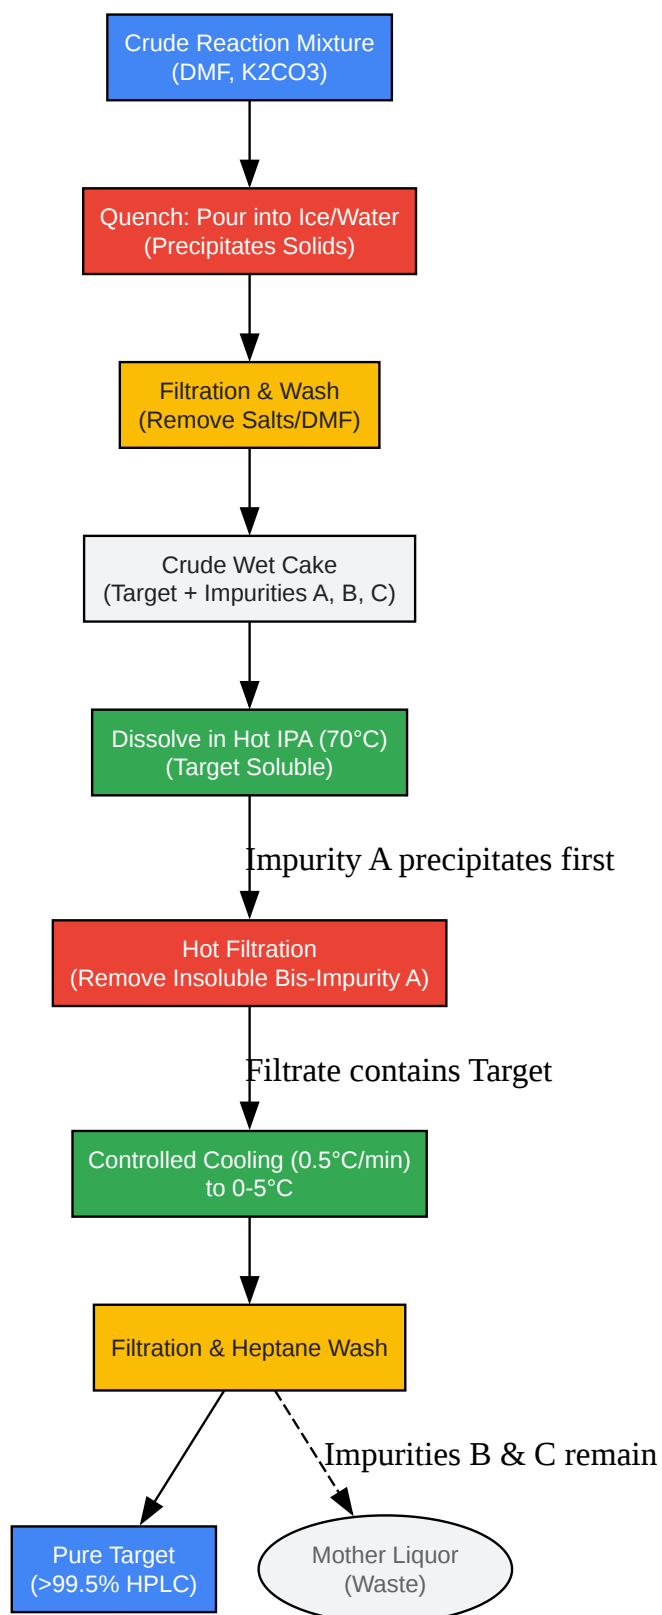 Crude Reaction Mixture
(DMF, K2CO3)
Quench: Pour into Ice/Water
(Precipitates Solids)
Filtration & Wash
(Remove Salts/DMF)
Crude Wet Cake
(Target + Impurities A, B, C)
Dissolve in Hot IPA (70°C)
(Target Soluble)
Impurity A precipitates first
Hot Filtration
(Remove Insoluble Bis-Impurity A)
Filtrate contains Target
Controlled Cooling (0.5°C/min)
to 0-5°C
Filtration & Heptane Wash
Impurities B & C remain
Pure Target
(>99.5% HPLC)
Mother Liquor
(Waste)